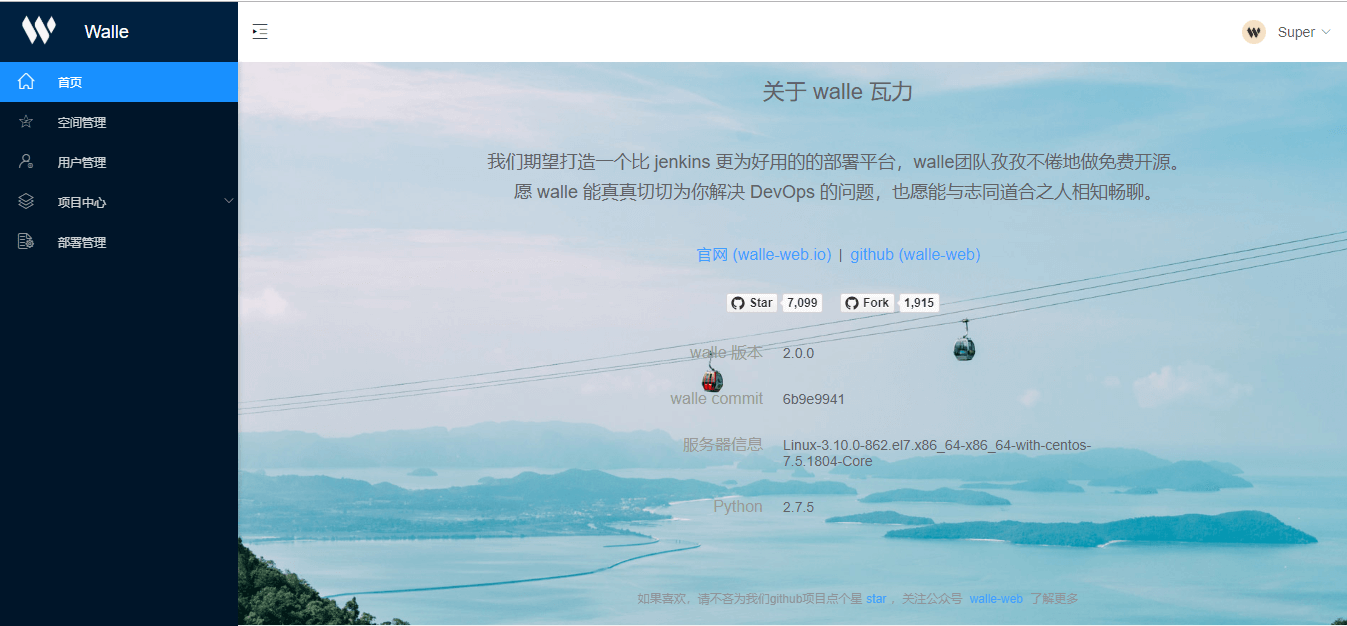 Walle
Super
首页
空间管理
用户管理
项目中心
部署管理
关于 walle 瓦力
我们期望打造一个比 jenkins 更为好用的的部署平台，walle团队孜孜不倦地做免费开源。
愿 walle 能真真切切为你解决 DevOps 的问题，也愿能与志同道合之人相知畅聊。
官网 (walle-web.io) | github (walle-web)
Star 7,099 Fork 1,915
walle 版本 2.0.0
walle commit 6b9e9941
服务器信息 Linux-3.10.0-862.el7.x86_64-x86_64-with-centos-
7.5.1804-Core
Python 2.7.5
如果喜欢，请不吝为我们github项目点个星 star ，关注公众号 walle-web 了解更多